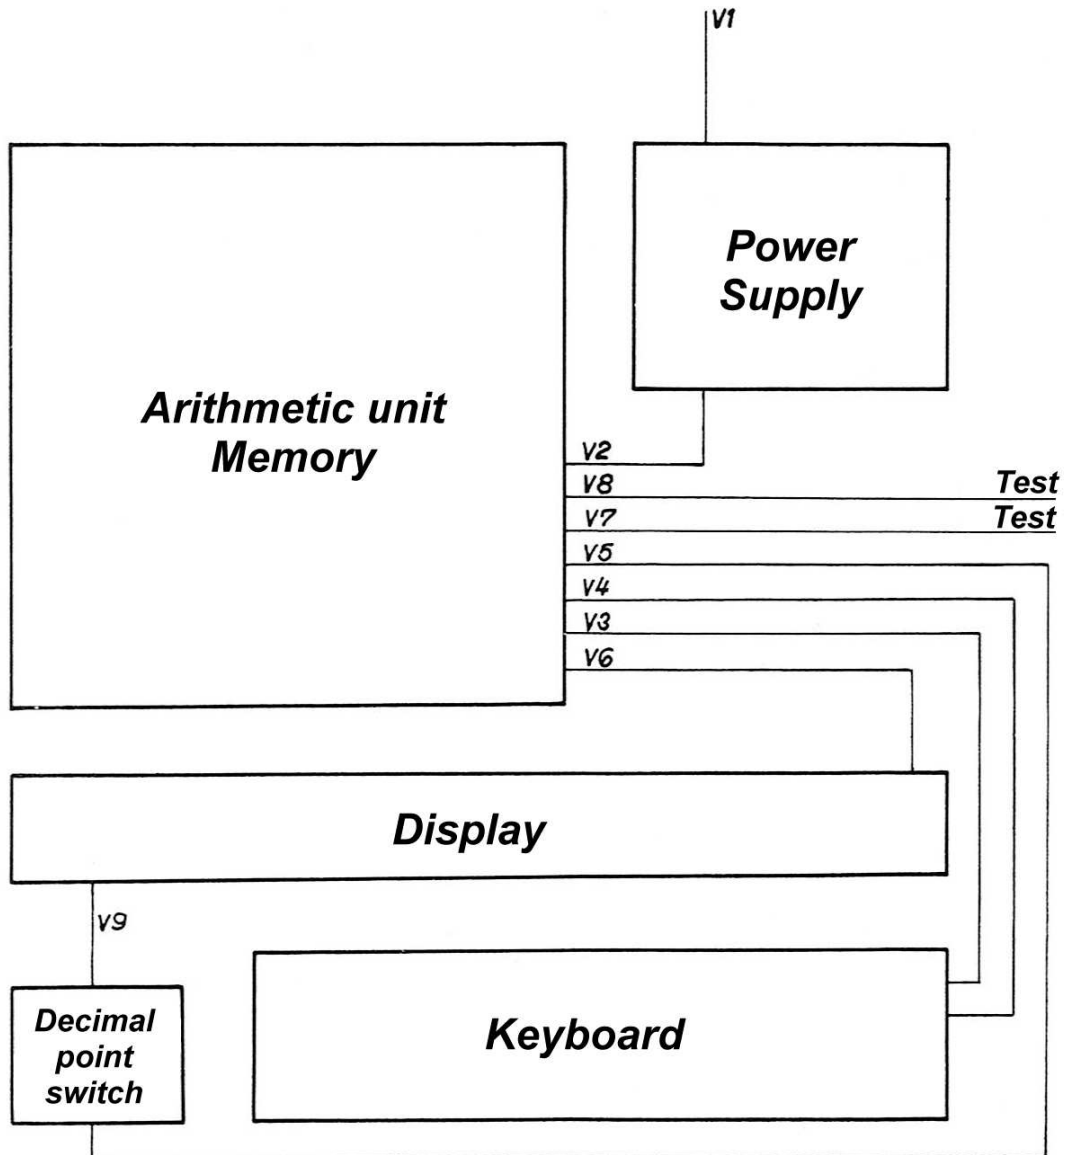 V1
Power
Supply
Arithmetic unit
Memory
V2
V8
Test
V7
Test
V5
V4
V3
V6
Display
V9
Decimal
point
switch
Keyboard